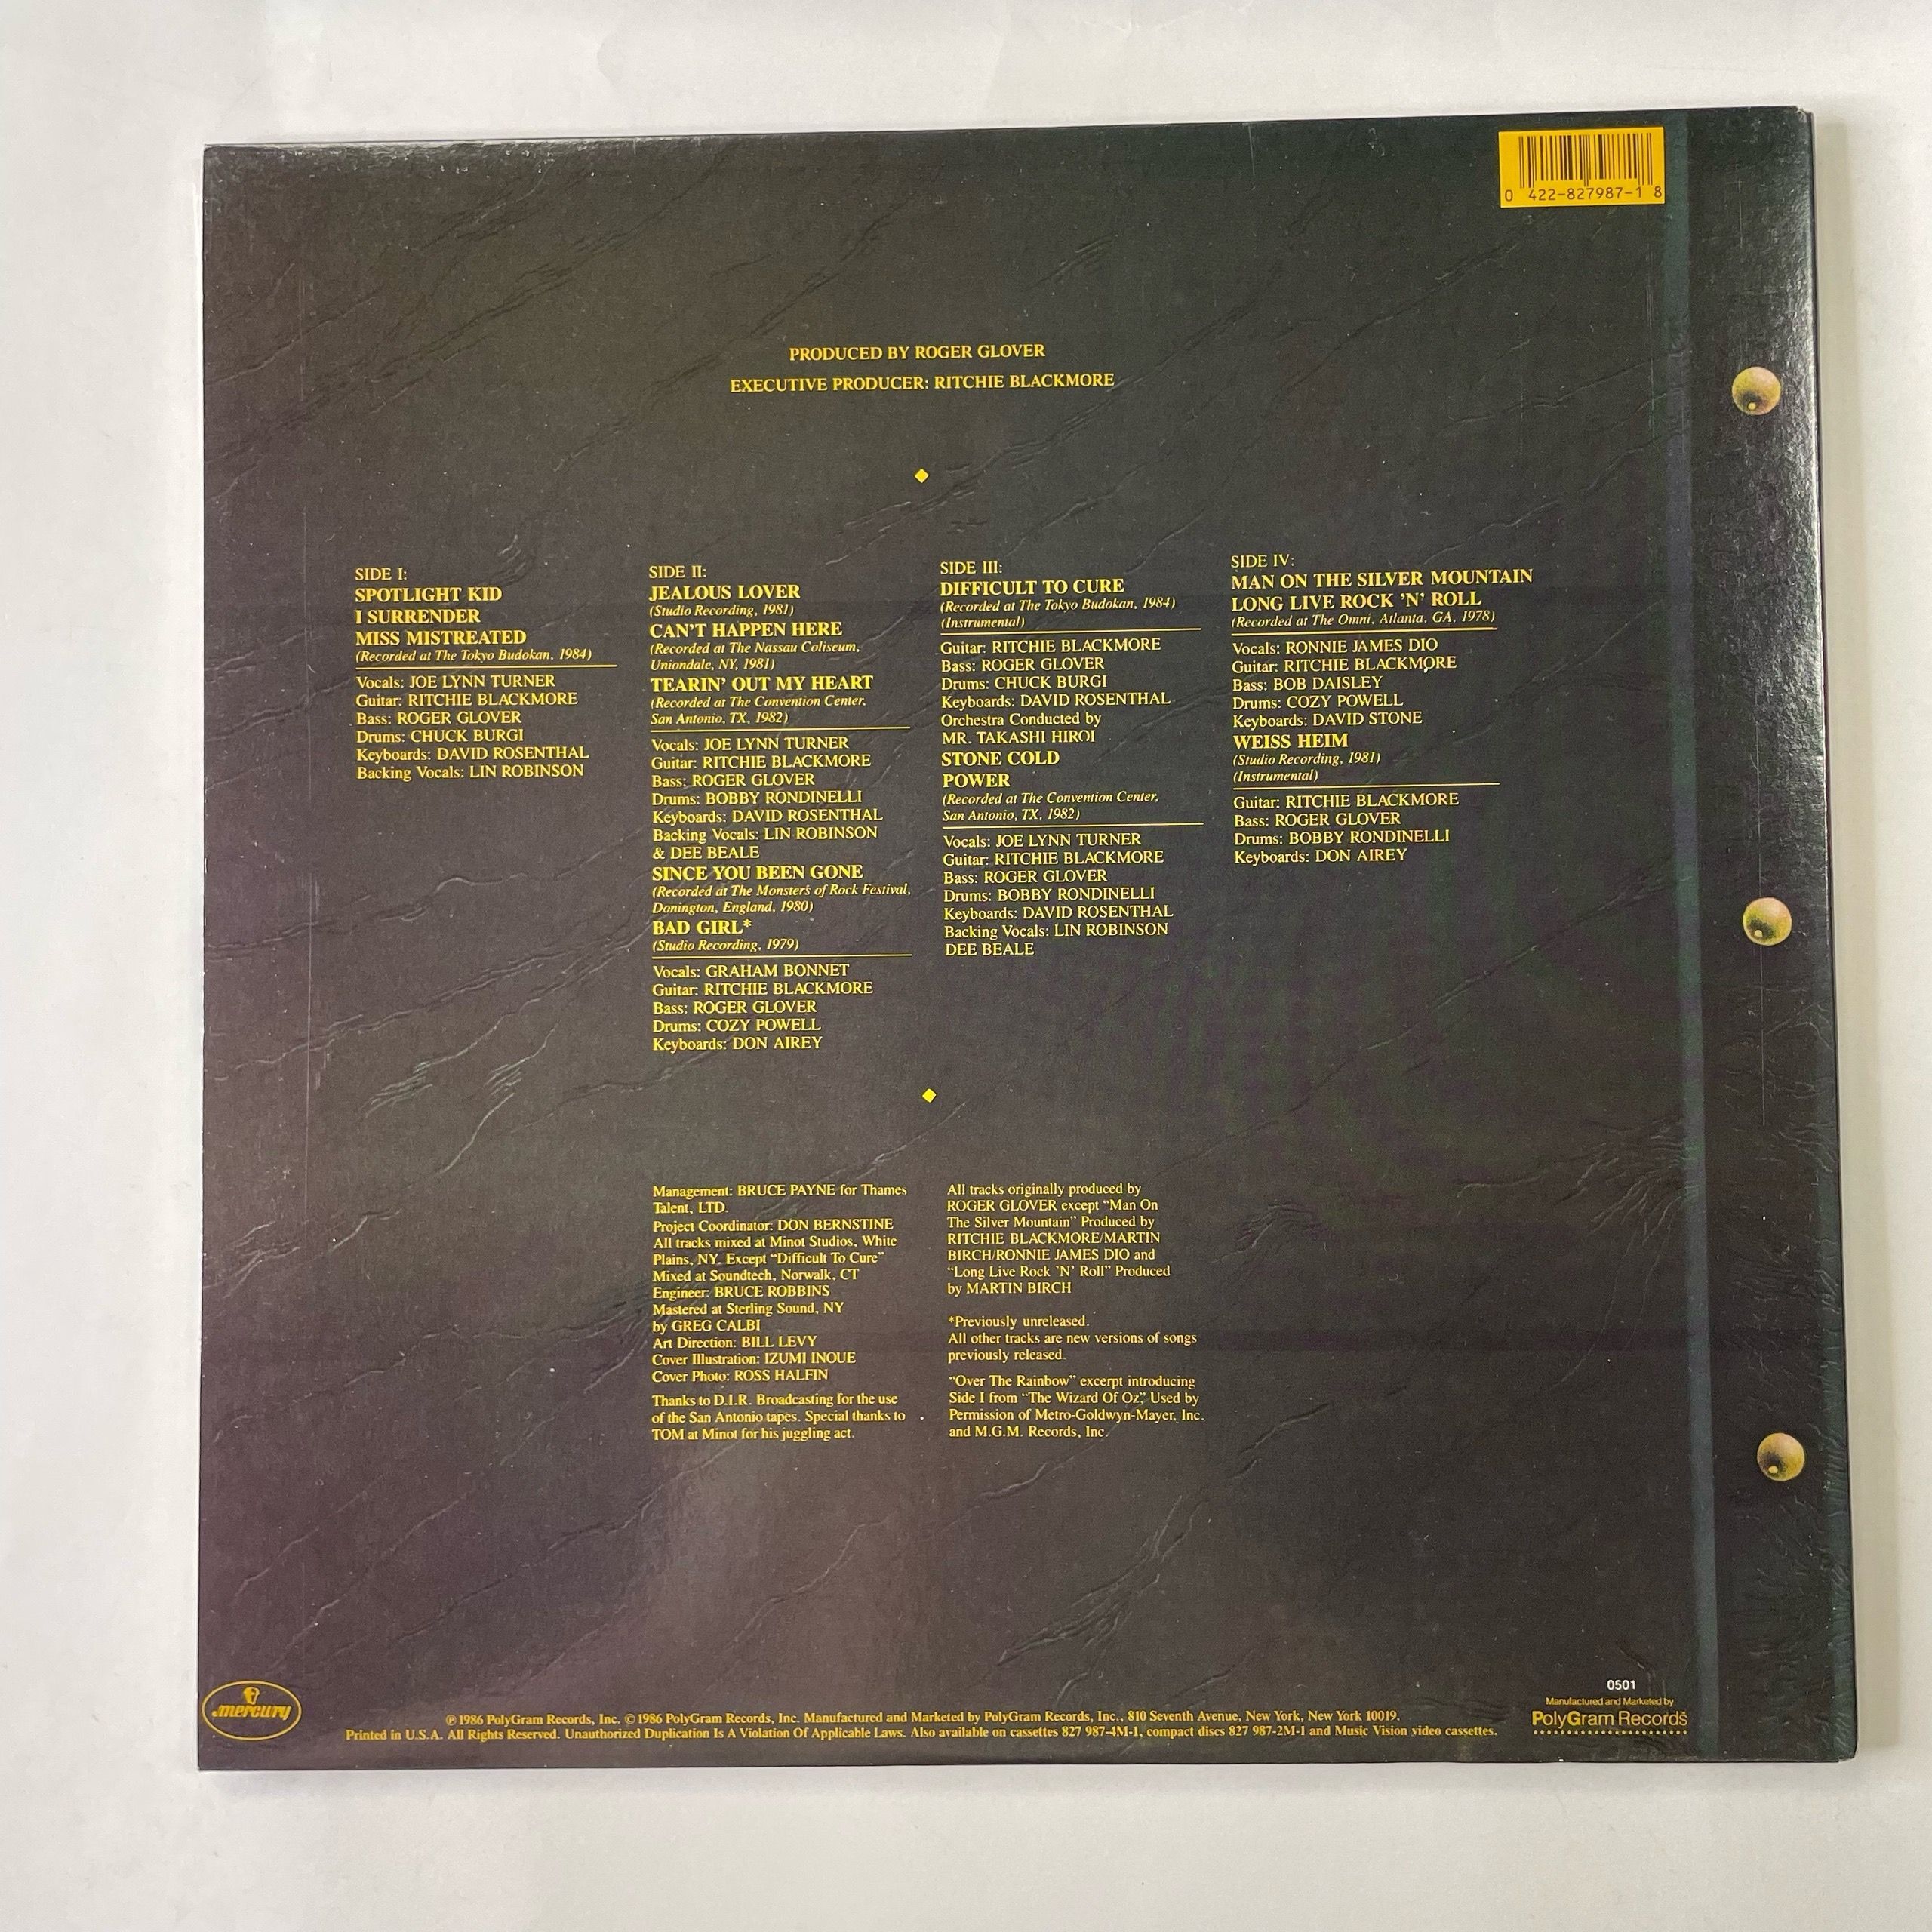 0 422-827987-1 8
PRODUCED BY ROGER GLOVER
EXECUTIVE PRODUCER: RITCHIE BLACKMORE
SIDE I:
SPOTLIGHT KID
I SURRENDER
MISS MISTREATED
(Recorded at The Tokyo Budokan, 1984)
Vocals: JOE LYNN TURNER
Guitar: RITCHIE BLACKMORE
Bass: ROGER GLOVER
Drums: CHUCK BURGI
Keyboards: DAVID ROSENTHAL
Backing Vocals: LIN ROBINSON
SIDE II:
JEALOUS LOVER
(Studio Recording, 1981)
CAN'T HAPPEN HERE
(Recorded at The Nassau Coliseum,
Uniondale, NY, 1981)
TEARIN' OUT MY HEART
(Recorded at The Convention Center,
San Antonio, TX, 1982)
Vocals: JOE LYNN TURNER
Guitar: RITCHIE BLACKMORE
Bass: ROGER GLOVER
Drums: BOBBY RONDINELLI
Keyboards: DAVID ROSENTHAL
Backing Vocals: LIN ROBINSON
& DEE BEALE
SINCE YOU BEEN GONE
(Recorded at The Monster's of Rock Festival,
Donington, England, 1980)
BAD GIRL*
(Studio Recording, 1979)
Vocals: GRAHAM BONNET
Guitar: RITCHIE BLACKMORE
Bass: ROGER GLOVER
Drums: COZY POWELL
Keyboards: DON AIREY
SIDE III:
DIFFICULT TO CURE
(Recorded at The Tokyo Budokan, 1984)
(Instrumental)
Guitar: RITCHIE BLACKMORE
Bass: ROGER GLOVER
Drums: CHUCK BURGI
Keyboards: DAVID ROSENTHAL
Orchestra Conducted by
MR. TAKASHI HIROI
STONE COLD
POWER
(Recorded at The Convention Center,
San Antonio, TX, 1982)
Vocals: JOE LYNN TURNER
Guitar: RITCHIE BLACKMORE
Bass: ROGER GLOVER
Drums: BOBBY RONDINELLI
Keyboards: DAVID ROSENTHAL
Backing Vocals: LIN ROBINSON
DEE BEALE
SIDE IV:
MAN ON THE SILVER MOUNTAIN
LONG LIVE ROCK 'N' ROLL
(Recorded at The Omni, Atlanta, GA, 1978)
Vocals: RONNIE JAMES DIO
Guitar: RITCHIE BLACKMORE
Bass: BOB DAISLEY
Drums: COZY POWELL
Keyboards: DAVID STONE
WEISS HEIM
(Studio Recording, 1981)
(Instrumental)
Guitar: RITCHIE BLACKMORE
Bass: ROGER GLOVER
Drums: BOBBY RONDINELLI
Keyboards: DON AIREY
Management: BRUCE PAYNE for Thames
Talent, LTD.
Project Coordinator: DON BERNSTINE
All tracks mixed at Minot Studios, White
Plains, NY. Except "Difficult To Cure"
Mixed at Soundtech, Norwalk, CT
Engineer: BRUCE ROBBINS
Mastered at Sterling Sound, NY
by GREG CALBI
Art Direction: BILL LEVY
Cover Illustration: IZUMI INOUE
Cover Photo: ROSS HALFIN
Thanks to D.I.R. Broadcasting for the use
of the San Antonio tapes. Special thanks to
TOM at Minot for his juggling act.
All tracks originally produced by
ROGER GLOVER except "Man On
The Silver Mountain" Produced by
RITCHIE BLACKMORE/MARTIN
BIRCH/RONNIE JAMES DIO and
"Long Live Rock 'N' Roll" Produced
by MARTIN BIRCH
*Previously unreleased.
All other tracks are new versions of songs
previously released.
"Over The Rainbow" excerpt introducing
Side I from "The Wizard Of Oz", Used by
Permission of Metro-Goldwyn-Mayer, Inc.
and M.G.M. Records, Inc.
mercury
℗ 1986 PolyGram Records, Inc. © 1986 PolyGram Records, Inc. Manufactured and Marketed by PolyGram Records, Inc., 810 Seventh Avenue, New York, New York 10019.
Printed in U.S.A. All Rights Reserved. Unauthorized Duplication Is A Violation Of Applicable Laws. Also available on cassettes 827 987-4M-1, compact discs 827 987-2M-1 and Music Vision video cassettes.
0501
Manufactured and Marketed by
PolyGram Records